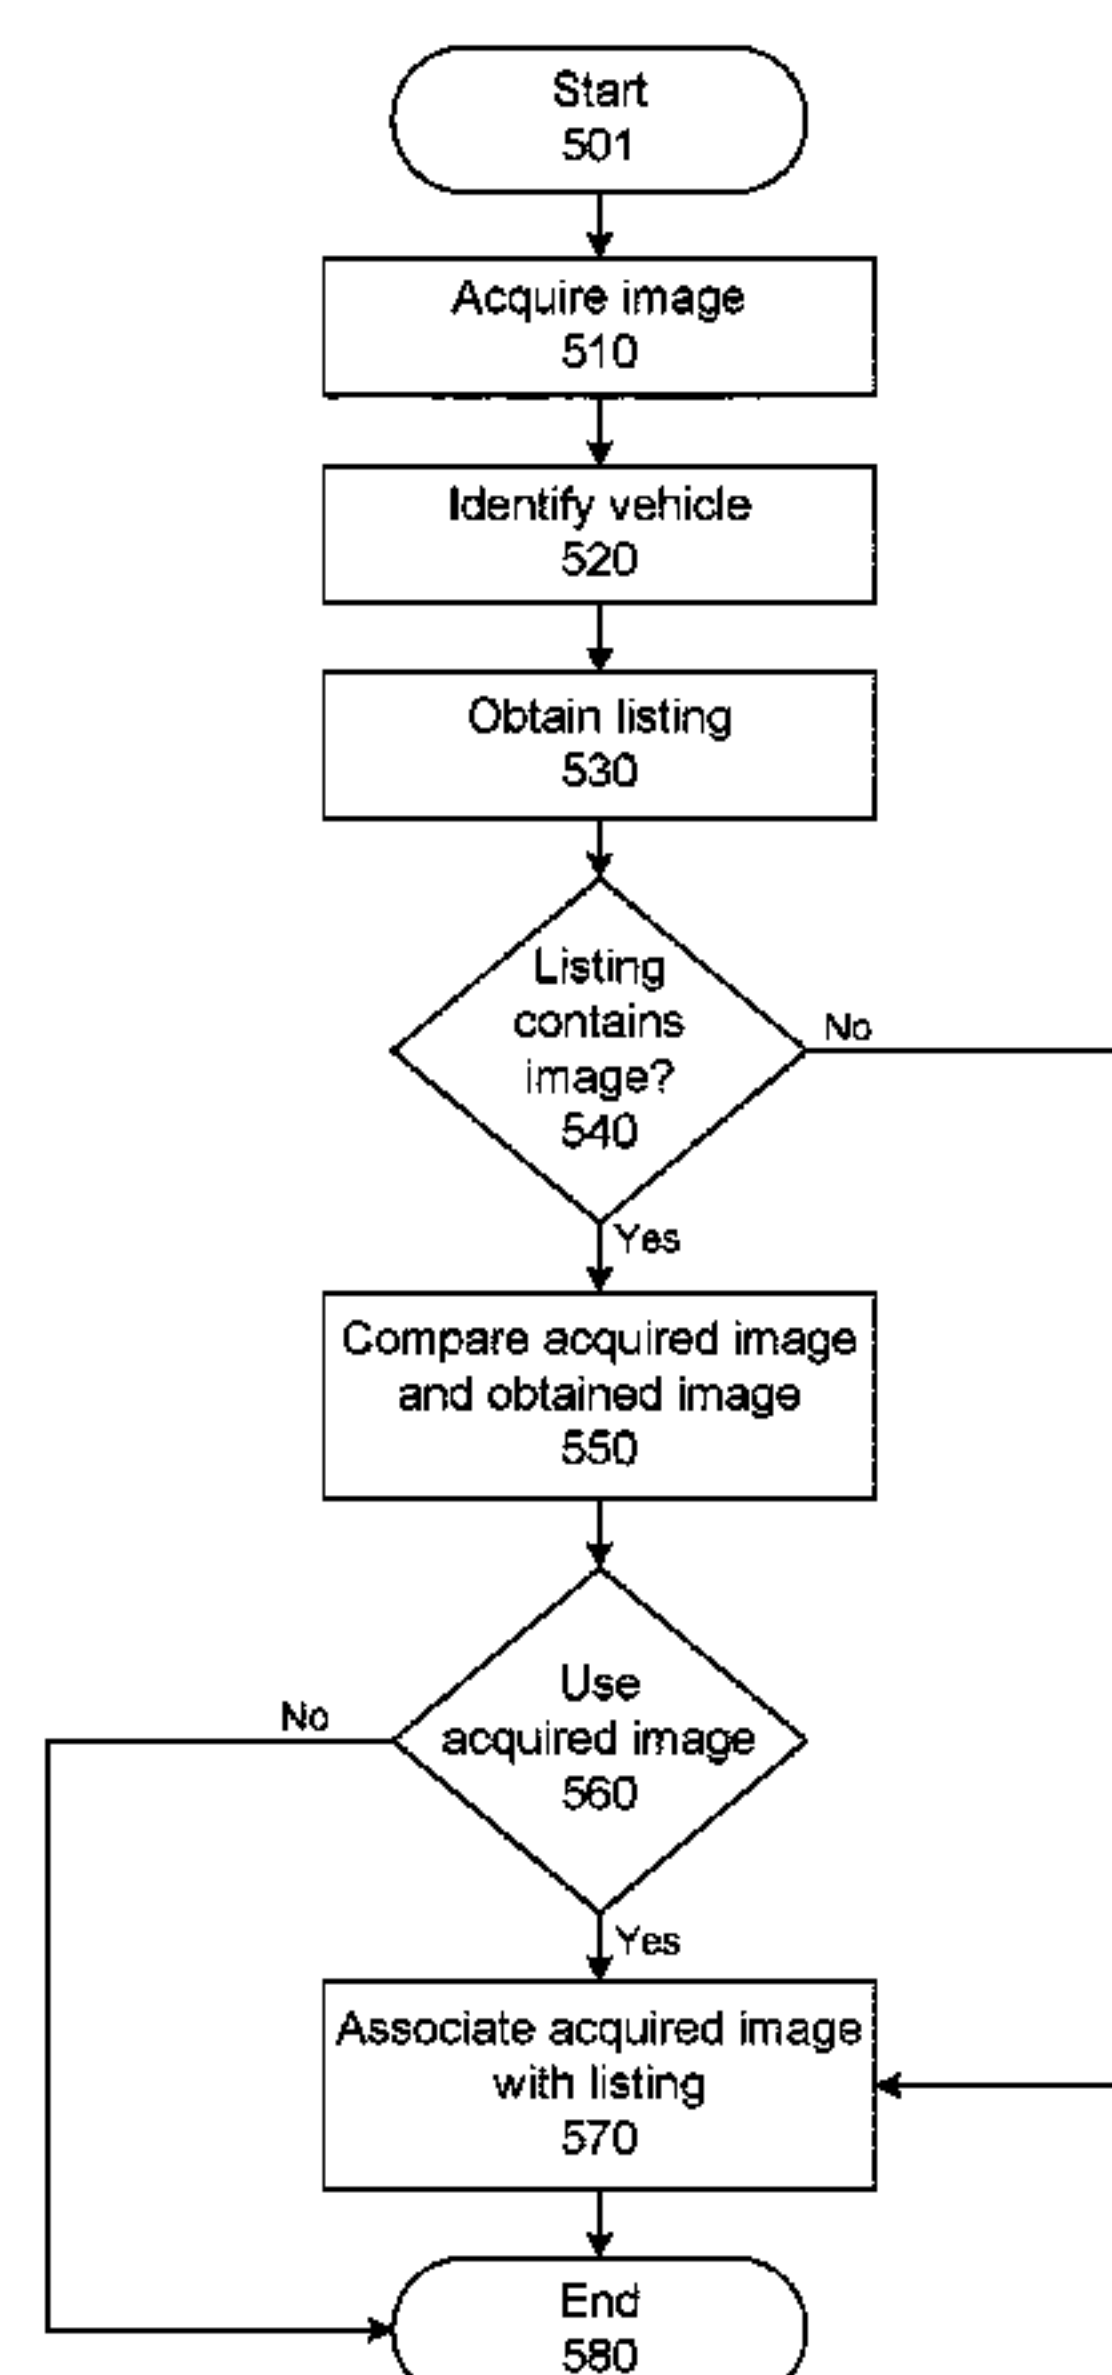 Start
501
Acquire image
510
Identify vehicle
520
Obtain listing
530
Listing
contains
image?
540
No
Yes
Compare acquired image
and obtained image
550
Use
acquired image
560
No
Yes
Associate acquired image
with listing
570
End
580